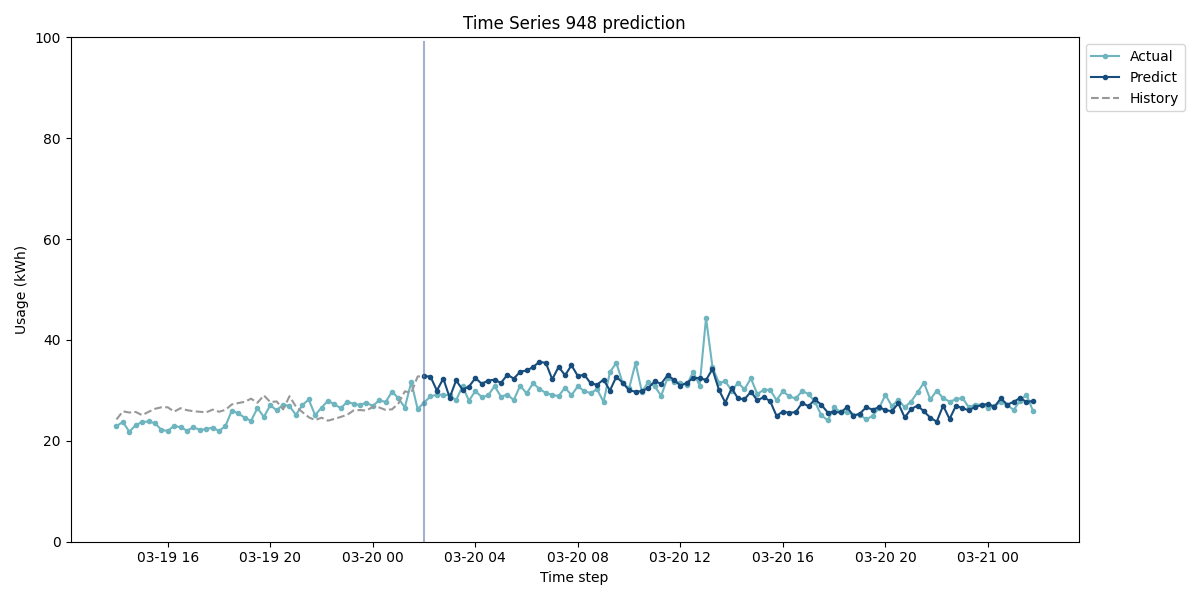 Time Series 948 prediction
Usage (kWh)
100
80
60
40
20
0
03-19 16
03-19 20
03-20 00
03-20 04
03-20 08
03-20 12
03-20 16
03-20 20
03-21 00
Time step
Actual
Predict
History